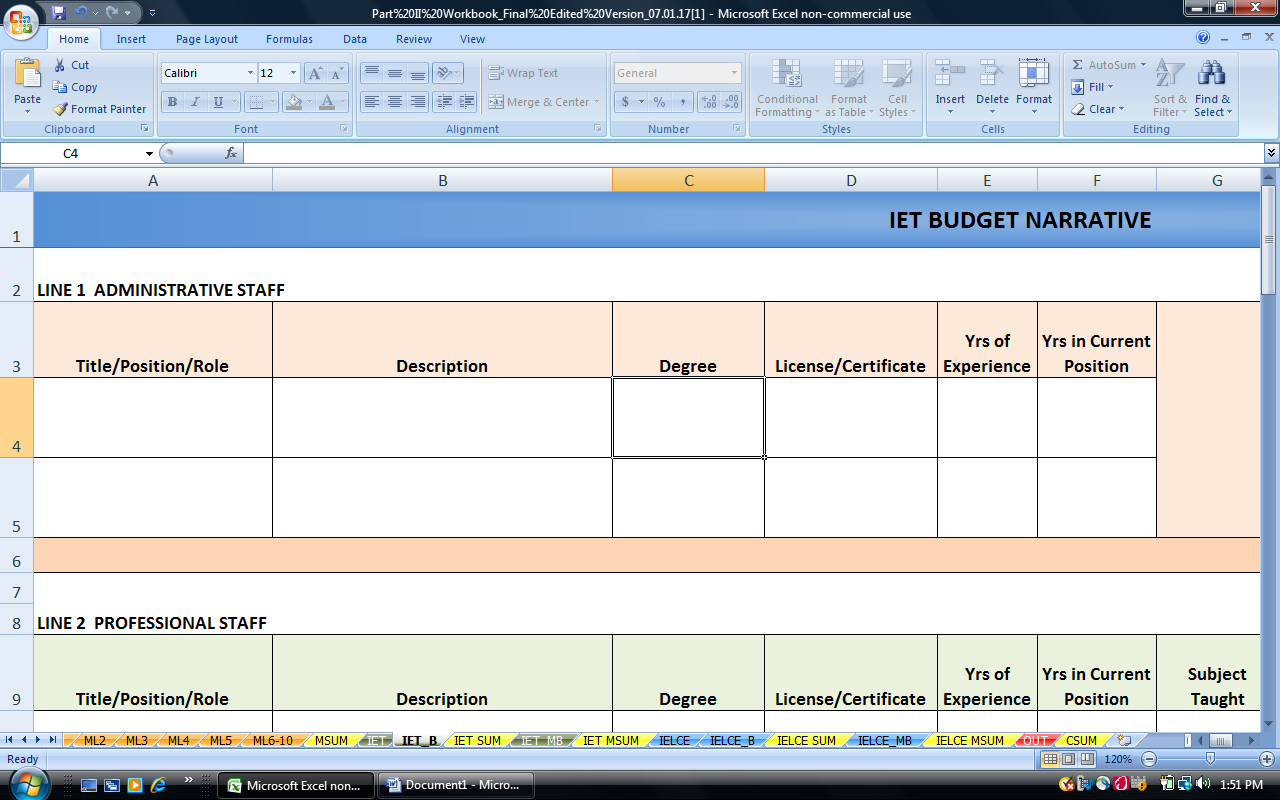 Part%20II%20Workbook_Final%20Edited%20Version_07.01.17[1] - Microsoft Excel non-commercial use
Home Insert Page Layout Formulas Data Review View
Paste
Cut
Copy
Format Painter
Clipboard
Calibri 12
B I U A
Font
Wrap Text
Merge & Center
Alignment
General
$ % ,
Number
Conditional Formatting
Format as Table
Cell Styles
Styles
Insert Delete Format
Cells
Σ AutoSum
Fill
Clear
Sort & Filter
Find & Select
Editing
C4 fx
A B C D E F G
1 IET BUDGET NARRATIVE
2 LINE 1 ADMINISTRATIVE STAFF
3 Title/Position/Role Description Degree License/Certificate Yrs of Experience Yrs in Current Position
4
5
6
7
8 LINE 2 PROFESSIONAL STAFF
9 Title/Position/Role Description Degree License/Certificate Yrs of Experience Yrs in Current Position Subject Taught
ML2 ML3 ML4 ML5 ML6-10 MSUM IET IET_B IET SUM IET_MB IET MSUM IELCE IELCE_B IELCE SUM IELCE_MB IELCE MSUM OUT CSUM
Ready 120%
Microsoft Excel non... Document1 - Micro... 1:51 PM